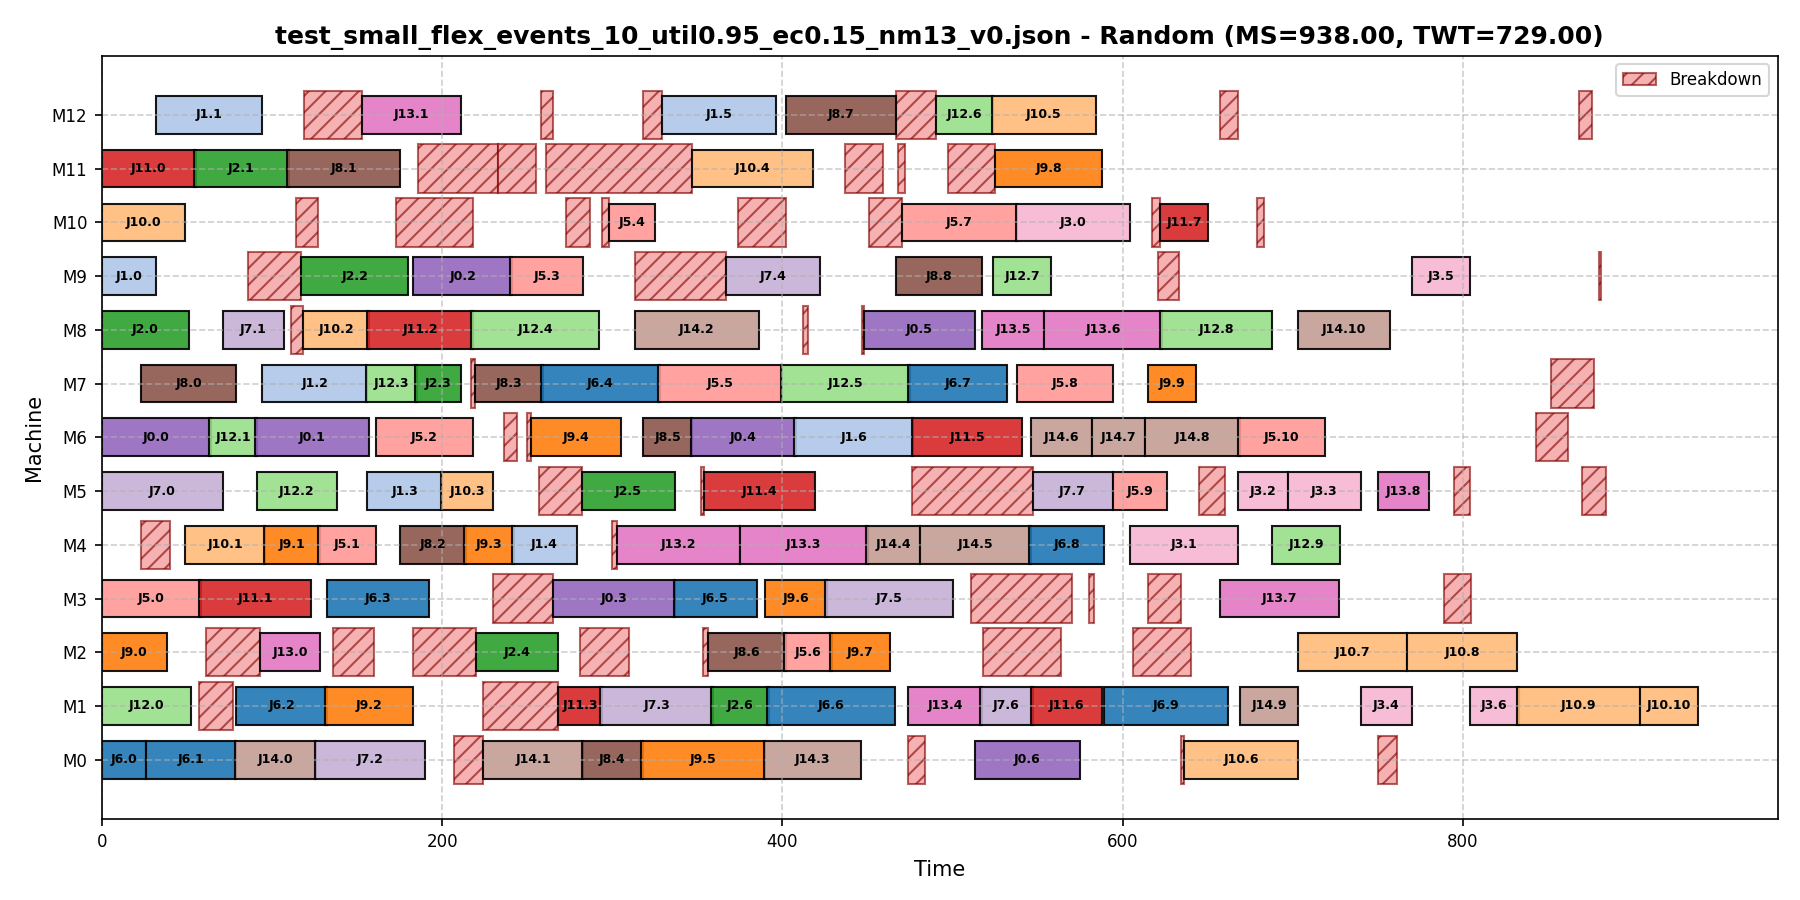 test_small_flex_events_10_util0.95_ec0.15_nm13_v0.json - Random (MS=938.00, TWT=729.00)
Breakdown
M12 J1.1 J13.1 J1.5 J8.7 J12.6 J10.5
M11 J11.0 J2.1 J8.1 J10.4 J9.8
M10 J10.0 J5.4 J5.7 J3.0 J11.7
M9 J1.0 J2.2 J0.2 J5.3 J7.4 J8.8 J12.7 J3.5
M8 J2.0 J7.1 J10.2 J11.2 J12.4 J14.2 J0.5 J13.5 J13.6 J12.8 J14.10
M7 J8.0 J1.2 J12.3 J2.3 J8.3 J6.4 J5.5 J12.5 J6.7 J5.8 J9.9
M6 J0.0 J12.1 J0.1 J5.2 J9.4 J8.5 J0.4 J1.6 J11.5 J14.6 J14.7 J14.8 J5.10
M5 J7.0 J12.2 J1.3 J10.3 J2.5 J11.4 J7.7 J5.9 J3.2 J3.3 J13.8
M4 J10.1 J9.1 J5.1 J8.2 J9.3 J1.4 J13.2 J13.3 J14.4 J14.5 J6.8 J3.1 J12.9
M3 J5.0 J11.1 J6.3 J0.3 J6.5 J9.6 J7.5 J13.7
M2 J9.0 J13.0 J2.4 J8.6 J5.6 J9.7 J10.7 J10.8
M1 J12.0 J6.2 J9.2 J11.3 J7.3 J2.6 J6.6 J13.4 J7.6 J11.6 J6.9 J14.9 J3.4 J3.6 J10.9 J10.10
M0 J6.0 J6.1 J14.0 J7.2 J14.1 J8.4 J9.5 J14.3 J0.6 J10.6
0 200 400 600 800
Time
Machine